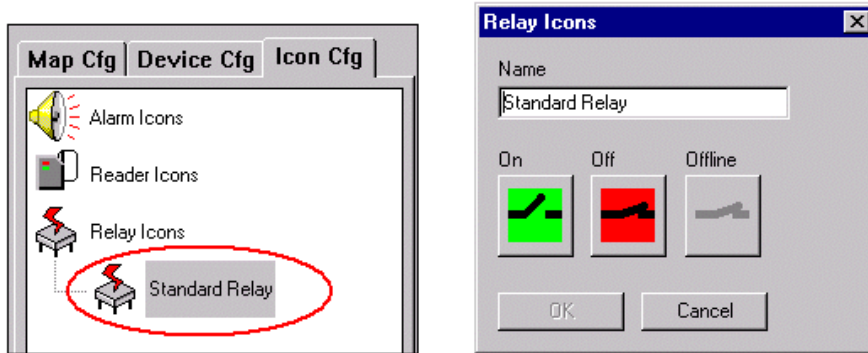 Map Cfg Device Cfg Icon Cfg
Alarm Icons
Reader Icons
Relay Icons
Standard Relay
Relay Icons
Name
Standard Relay
On Off Offline
OK Cancel